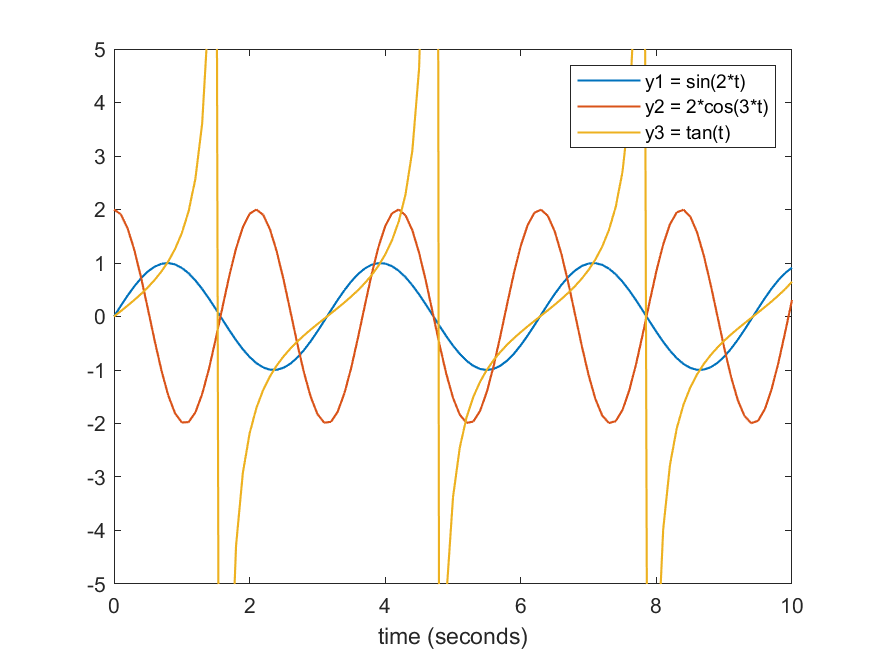 5
4
3
2
1
0
-1
-2
-3
-4
-5
y1 = sin(2*t)
y2 = 2*cos(3*t)
y3 = tan(t)
0 2 4 6 8 10
time (seconds)